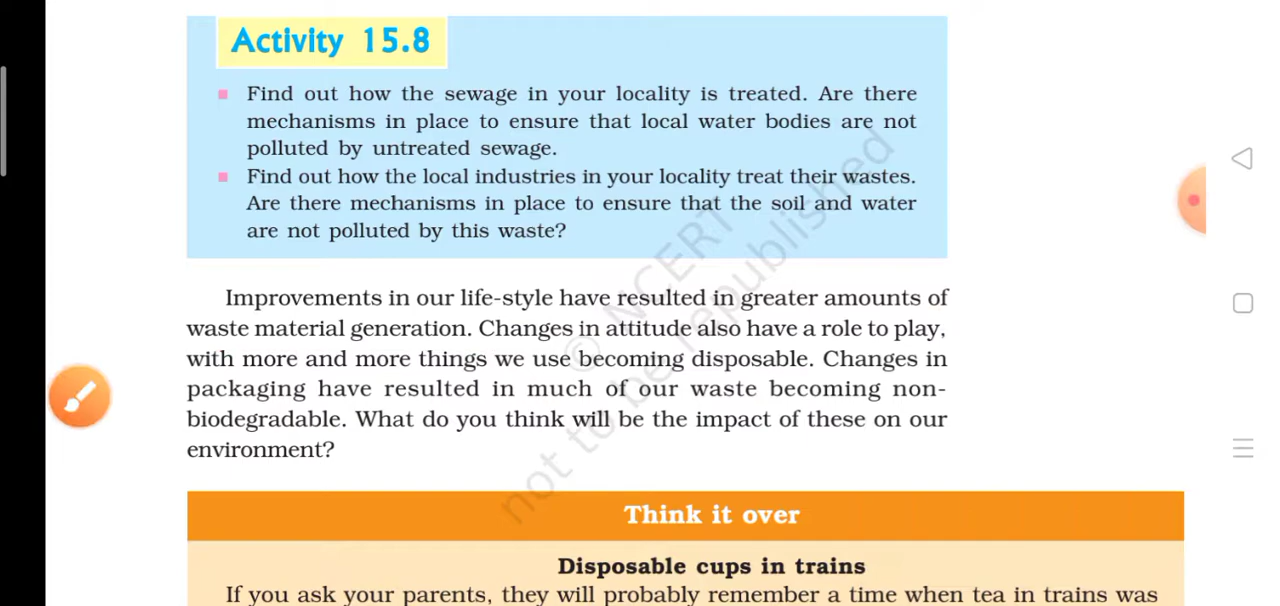 Activity 15.8
Find out how the sewage in your locality is treated. Are there
mechanisms in place to ensure that local water bodies are not
polluted by untreated sewage.
Find out how the local industries in your locality treat their wastes.
Are there mechanisms in place to ensure that the soil and water
are not polluted by this waste?
Improvements in our life-style have resulted in greater amounts of
waste material generation. Changes in attitude also have a role to play,
with more and more things we use becoming disposable. Changes in
packaging have resulted in much of our waste becoming non-
biodegradable. What do you think will be the impact of these on our
environment?
© NCERT
not to be republished
Think it over
Disposable cups in trains
If you ask your parents, they will probably remember a time when tea in trains was